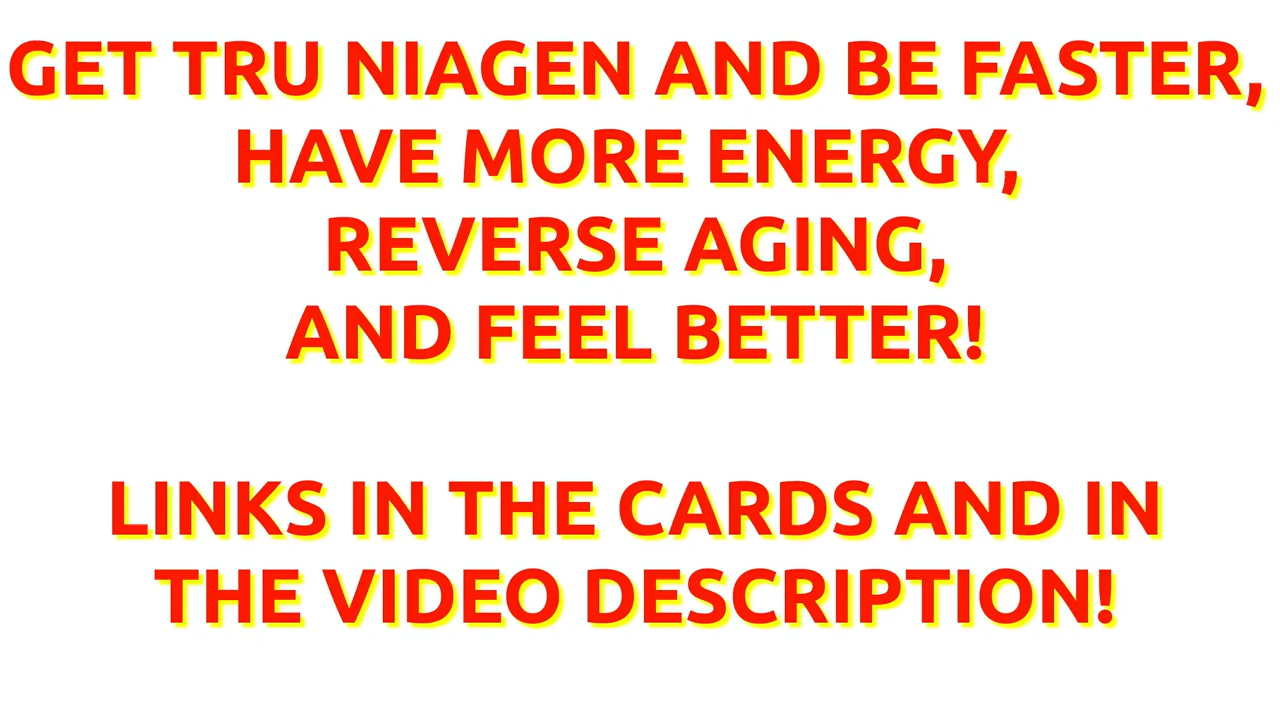 GET TRU NIAGEN AND BE FASTER,
HAVE MORE ENERGY,
REVERSE AGING,
AND FEEL BETTER!
LINKS IN THE CARDS AND IN
THE VIDEO DESCRIPTION!